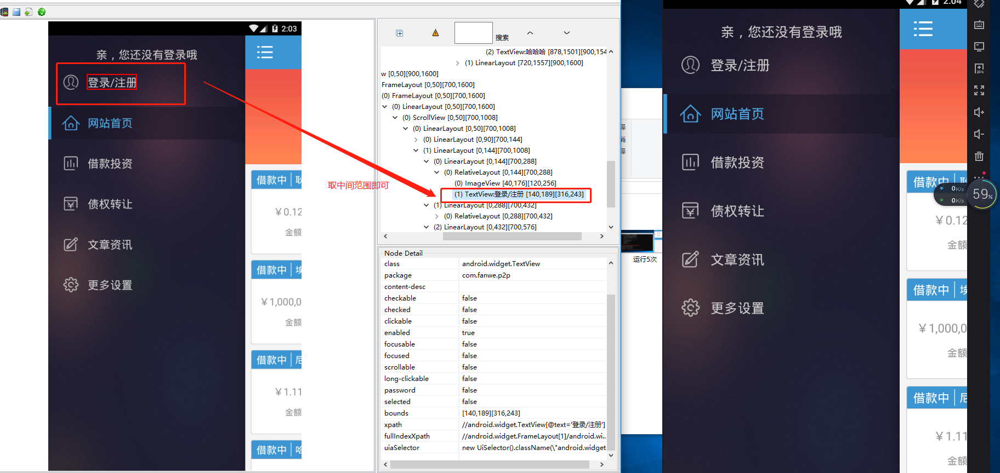 2:03
亲，您还没有登录哦
登录/注册
网站首页
借款投资
债权转让
文章资讯
更多设置
借款中
￥0.12
金额
借款中
￥1,000,0
金额
借款中
￥1.11
金额
借款中
取中间范围即可
搜索
(2) TextView:哈哈哈 [878,1501][900,154
(1) LinearLayout [720,1557][900,1600]
w [0,50][900,1600]
FrameLayout [0,50][700,1600]
(0) FrameLayout [0,50][700,1600]
(0) LinearLayout [0,50][700,1600]
(0) ScrollView [0,50][700,1008]
(0) LinearLayout [0,50][700,1008]
(0) LinearLayout [0,90][700,144]
(1) LinearLayout [0,144][700,1008]
(0) LinearLayout [0,144][700,288]
(0) RelativeLayout [0,144][700,288]
(0) ImageView [40,176][120,256]
(1) TextView:登录/注册 [140,189][316,243]
(1) LinearLayout [0,288][700,432]
(0) RelativeLayout [0,288][700,432]
(2) LinearLayout [0,432][700,576]
Node Detail
class android.widget.TextView
package com.fanwe.p2p
content-desc
checkable false
checked false
clickable false
enabled true
focusable false
focused false
scrollable false
long-clickable false
password false
selected false
bounds [140,189][316,243]
xpath //android.widget.TextView[@text='登录/注册']
fullIndexXpath //android.widget.FrameLayout[1]/android.wi...
uiaSelector new UiSelector().className(\"android.widget
运行5次
2:04
亲，您还没有登录哦
登录/注册
网站首页
借款投资
债权转让
文章资讯
更多设置
借款中
￥0.12
金额
借款中
￥1,000,0
金额
借款中
￥1.11
金额
0K/s
0K/s
59%